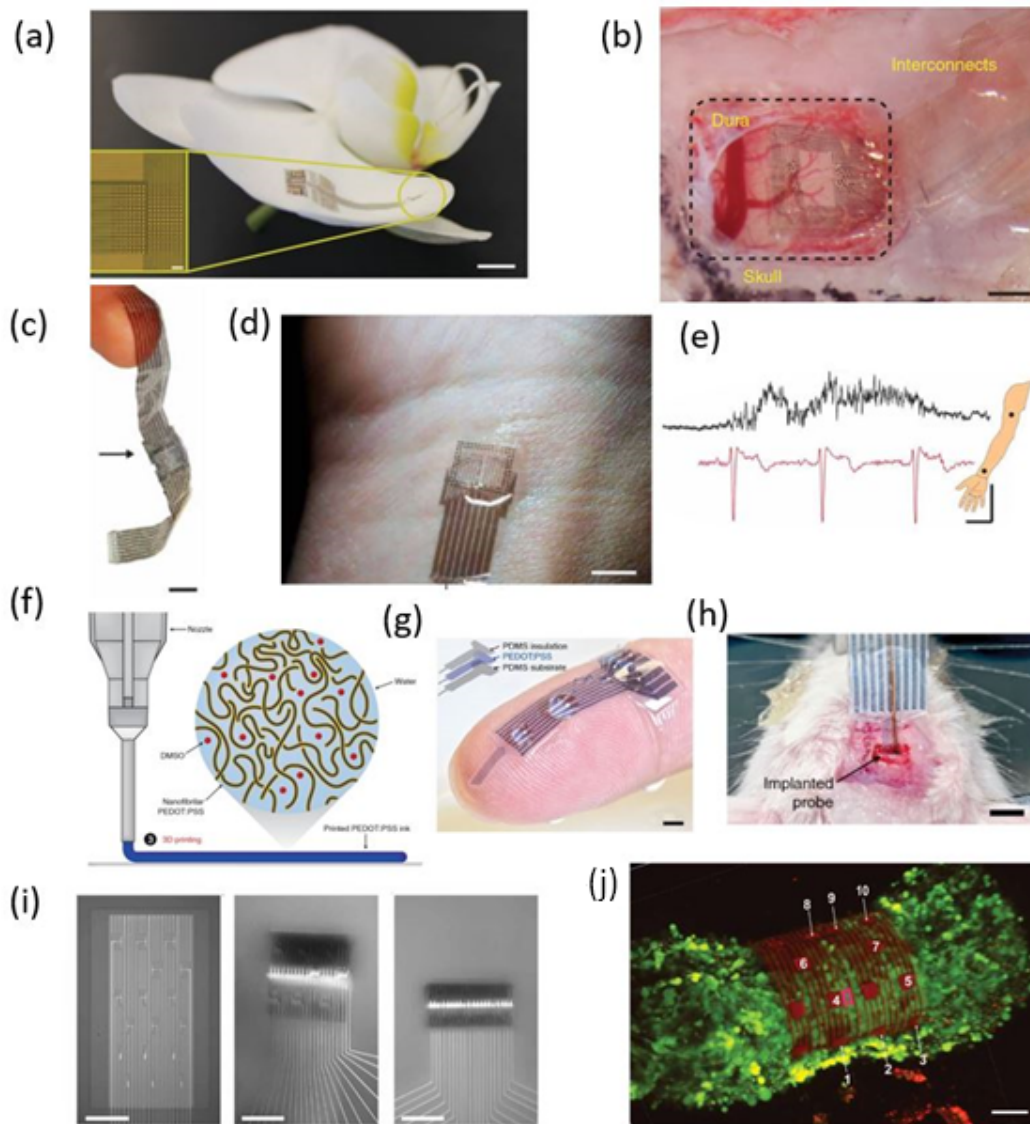 (a)
(b)
Interconnects
Dura
Skull
(c)
(d)
(e)
(f)
Nozzle
Water
DMSO
Nanofibrillar
PEDOT:PSS
3 3D printing
Printed PEDOT:PSS ink
(g)
PDMS insulation
PEDOT:PSS
PDMS substrate
(h)
Implanted
probe
(i)
(j)
8
9
10
6
7
5
4
1
2
3